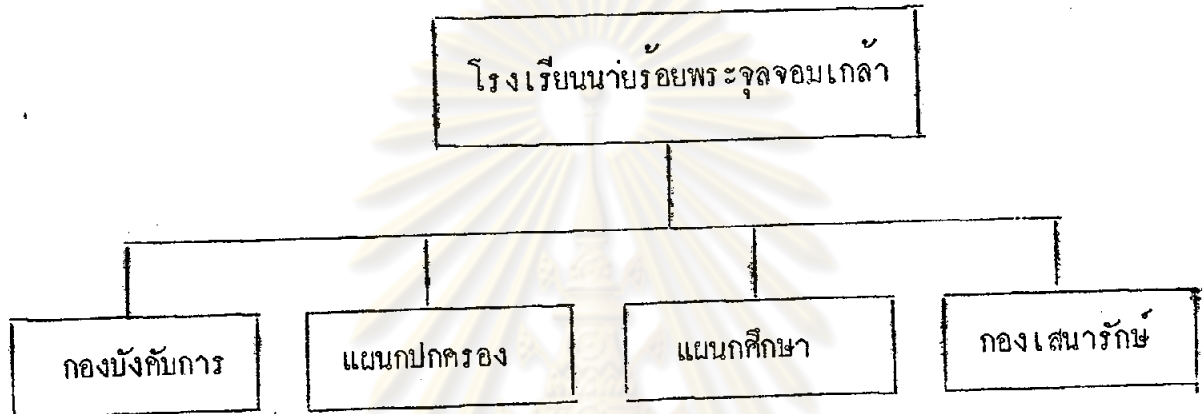 โรงเรียนนายร้อยพระจุลจอมเกล้า
กองบังคับการ
แผนกปกครอง
แผนกศึกษา
กองเสนารักษ์